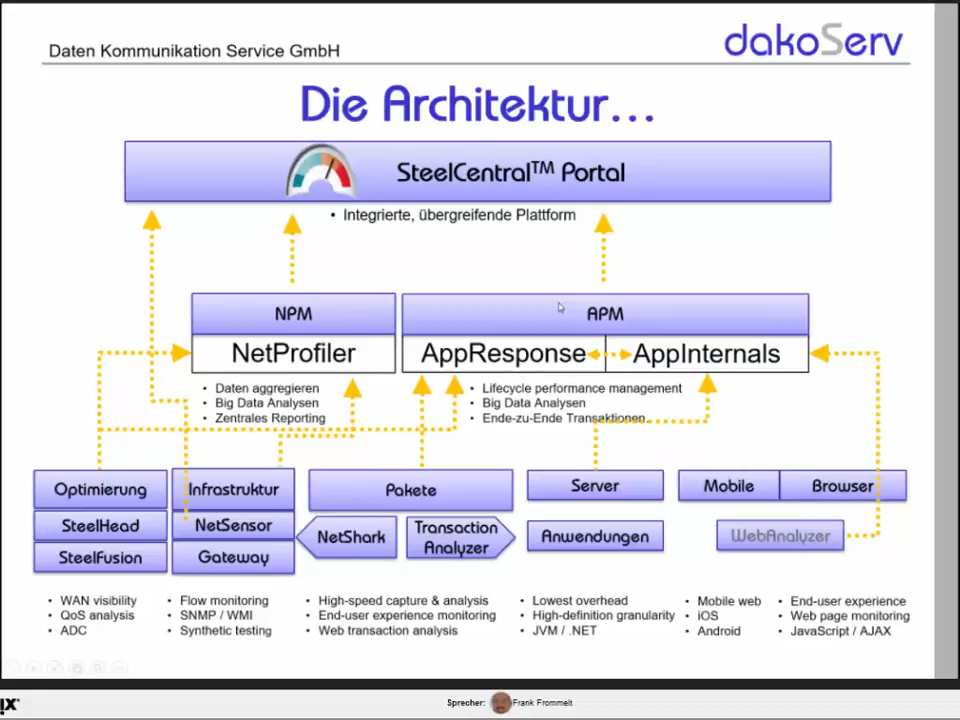 Daten Kommunikation Service GmbH
dakoServ
Die Architektur...
SteelCentral™ Portal
• Integrierte, übergreifende Plattform
NPM
APM
NetProfiler
AppResponse
AppInternals
• Daten aggregieren
• Big Data Analysen
• Zentrales Reporting
• Lifecycle performance management
• Big Data Analysen
• Ende-zu-Ende Transaktionen
Optimierung
SteelHead
SteelFusion
Infrastruktur
NetSensor
Gateway
Pakete
NetShark
Transaction
Analyzer
Server
Anwendungen
Mobile
Browser
WebAnalyzer
• WAN visibility
• QoS analysis
• ADC
• Flow monitoring
• SNMP / WMI
• Synthetic testing
• High-speed capture & analysis
• End-user experience monitoring
• Web transaction analysis
• Lowest overhead
• High-definition granularity
• JVM / .NET
• Mobile web
• iOS
• Android
• End-user experience
• Web page monitoring
• JavaScript / AJAX
Sprecher: Frank Frommelt